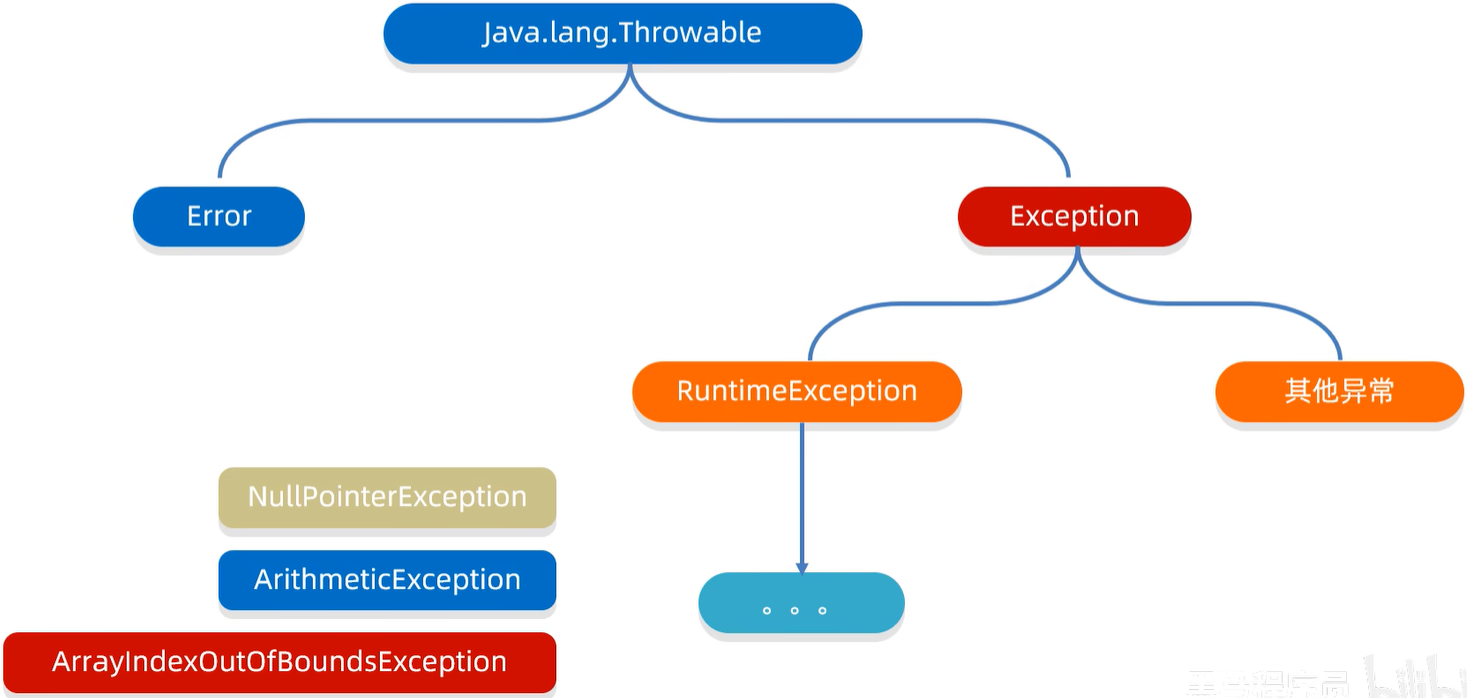 Java.lang.Throwable
Error
Exception
RuntimeException
其他异常
NullPointerException
ArithmeticException
ArrayIndexOutOfBoundsException
。。。